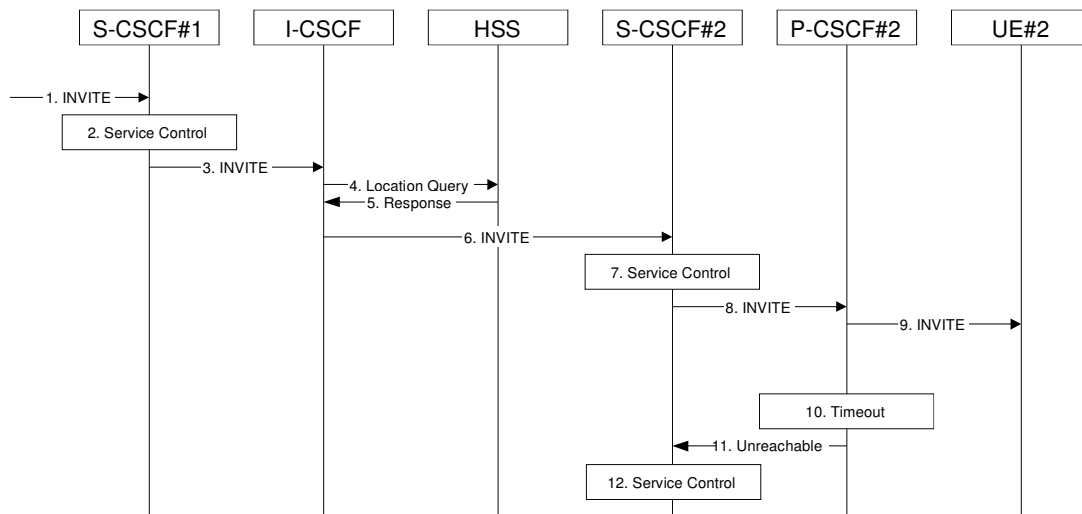 S-CSCF#1
I-CSCF
HSS
S-CSCF#2
P-CSCF#2
UE#2
1. INVITE
2. Service Control
3. INVITE
4. Location Query
5. Response
6. INVITE
7. Service Control
8. INVITE
9. INVITE
10. Timeout
11. Unreachable
12. Service Control